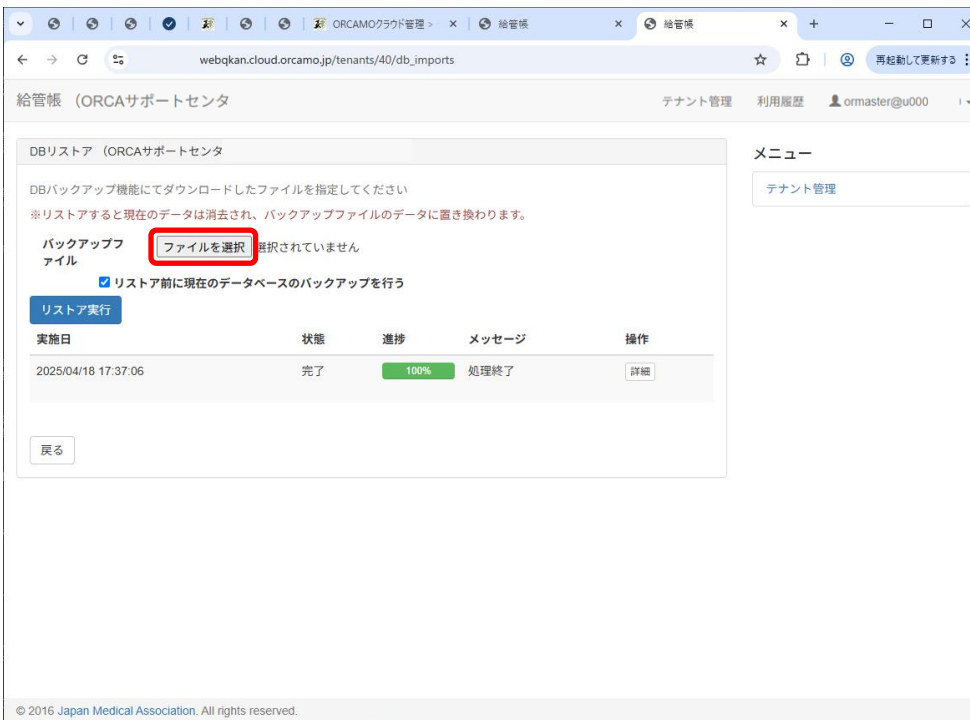 ORCAMOクラウド管理 >
給管帳
給管帳
webqkan.cloud.orcamo.jp/tenants/40/db_imports
再起動して更新する
給管帳 （ORCAサポートセンタ
テナント管理 利用履歴 ormaster@u000
DBリストア （ORCAサポートセンタ
DBバックアップ機能にてダウンロードしたファイルを指定してください
※リストアすると現在のデータは消去され、バックアップファイルのデータに置き換わります。
バックアップフ
ァイル
ファイルを選択 選択されていません
リストア前に現在のデータベースのバックアップを行う
リストア実行
実施日 状態 進捗 メッセージ 操作
2025/04/18 17:37:06 完了 100% 処理終了 詳細
戻る
メニュー
テナント管理
© 2016 Japan Medical Association. All rights reserved.